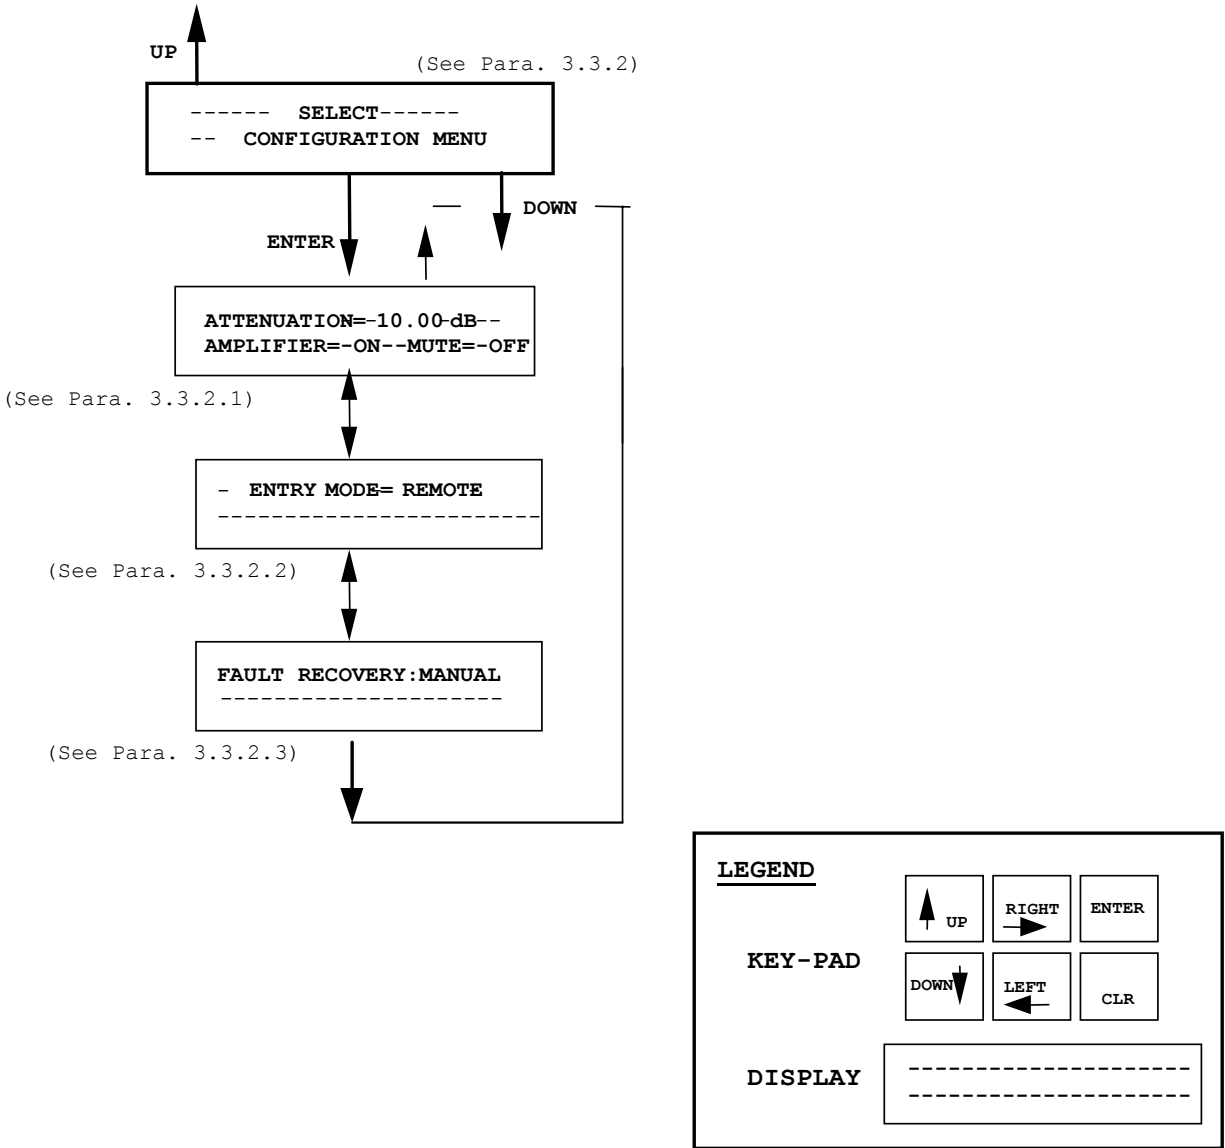 UP
(See Para. 3.3.2)
------ SELECT------
-- CONFIGURATION MENU
DOWN
ENTER
ATTENUATION=-10.00-dB--
AMPLIFIER=-ON--MUTE=-OFF
(See Para. 3.3.2.1)
- ENTRY MODE= REMOTE
------------------------
(See Para. 3.3.2.2)
FAULT RECOVERY:MANUAL
---------------------
(See Para. 3.3.2.3)
LEGEND
UP
RIGHT
ENTER
KEY-PAD
DOWN
LEFT
CLR
DISPLAY
---------------------
---------------------